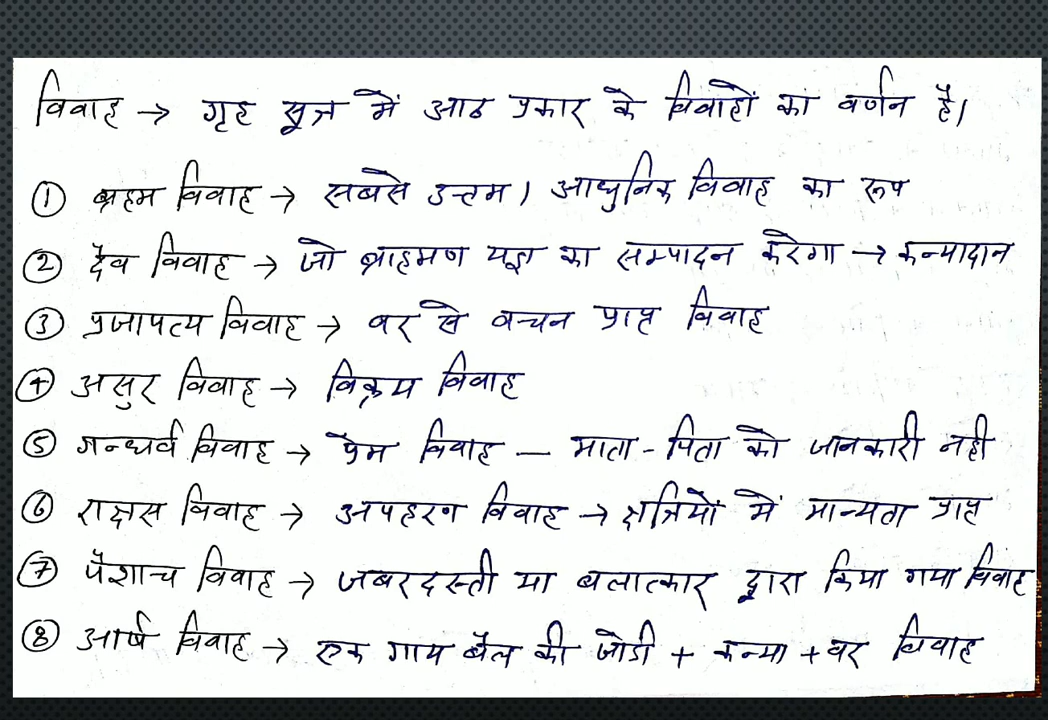 विवाह → गृह सूत्र में आठ प्रकार के विवाहों का वर्णन है।
① ब्रहम विवाह → सबसे उत्तम। आधुनिक विवाह का रूप
② दैव विवाह → जो ब्राहमण यज्ञ का सम्पादन करेगा → कन्यादान
③ प्रजापत्य विवाह → वर से वचन प्राप्त विवाह
④ असुर विवाह → विक्रय विवाह
⑤ गन्धर्व विवाह → प्रेम विवाह — माता-पिता को जानकारी नही
⑥ राक्षस विवाह → अपहरण विवाह → क्षत्रियों में मान्यता प्राप्त
⑦ पैशाच विवाह → जबरदस्ती या बलात्कार द्वारा किया गया विवाह
⑧ आर्ष विवाह → एक गाय बैल की जोडी + कन्या + वर विवाह